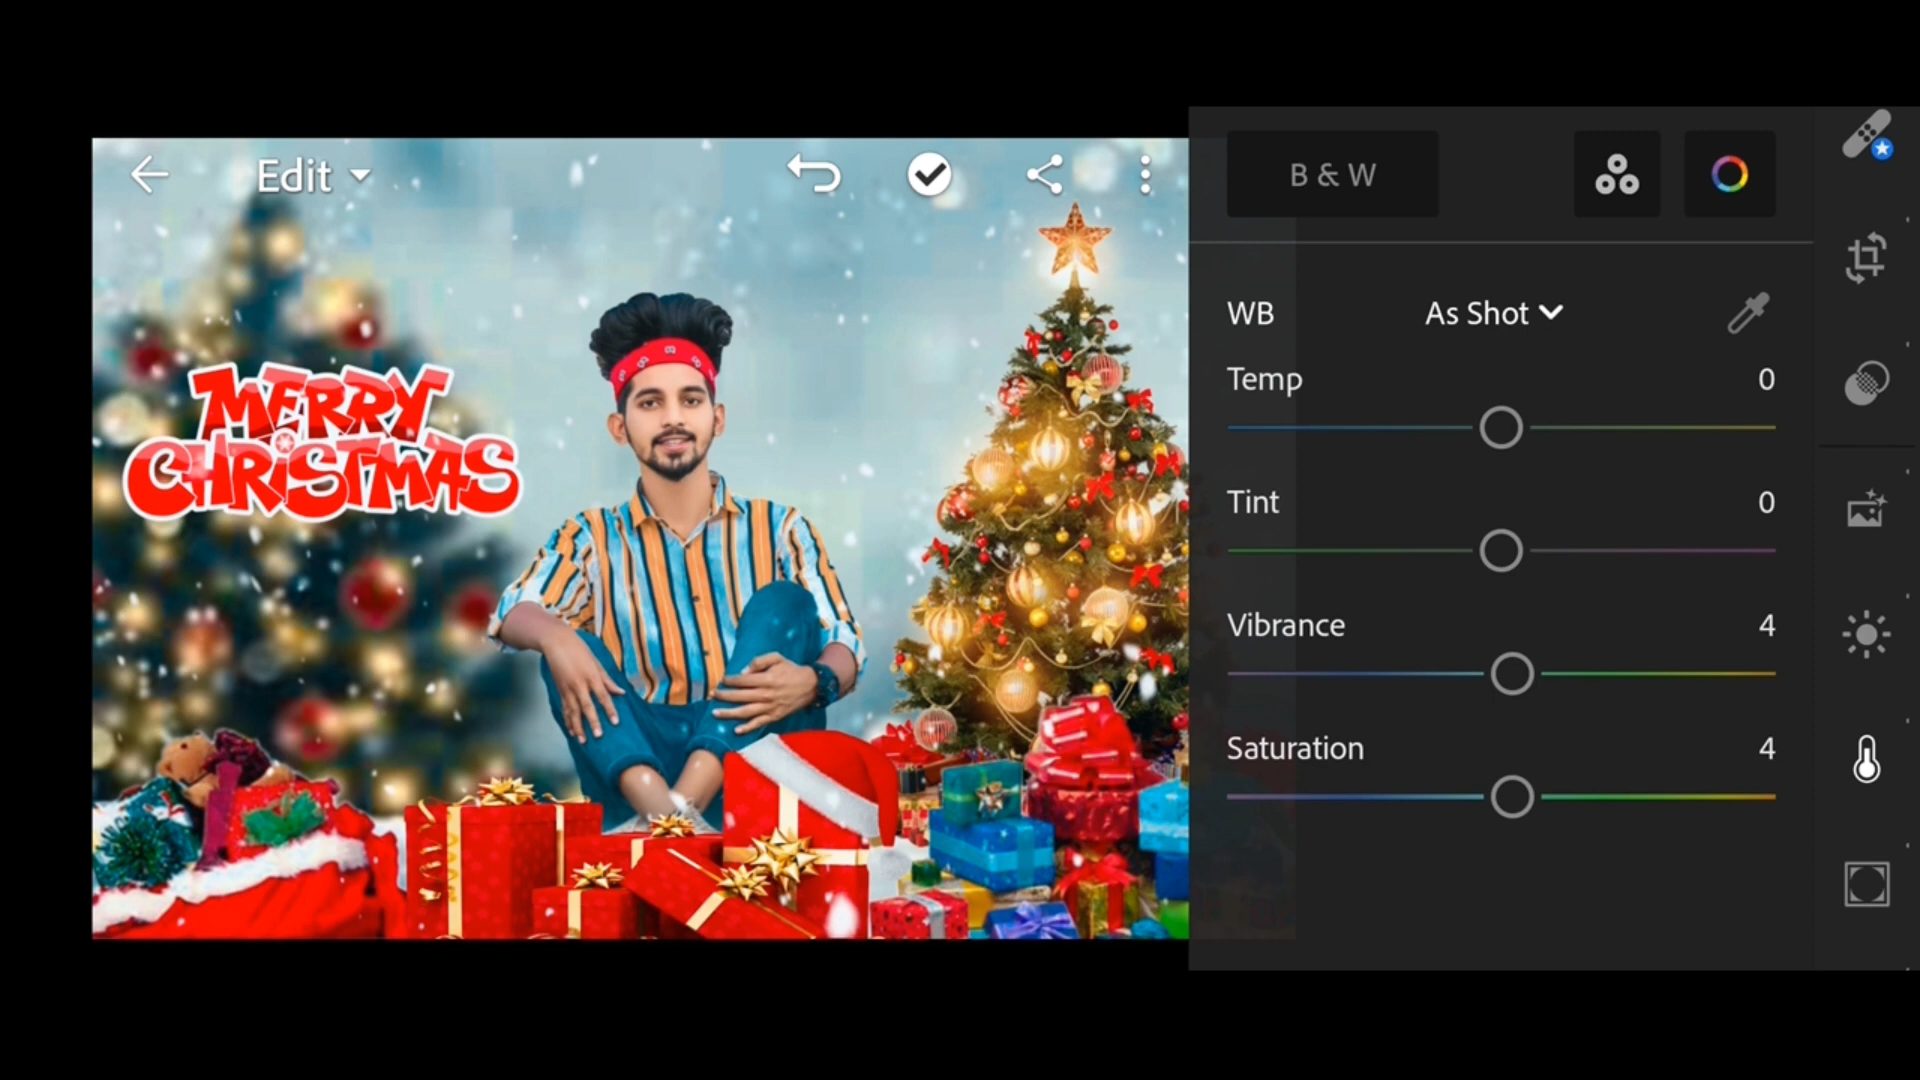 Edit
MERRY
CHRISTMAS
B & W
WB As Shot
Temp 0
Tint 0
Vibrance 4
Saturation 4